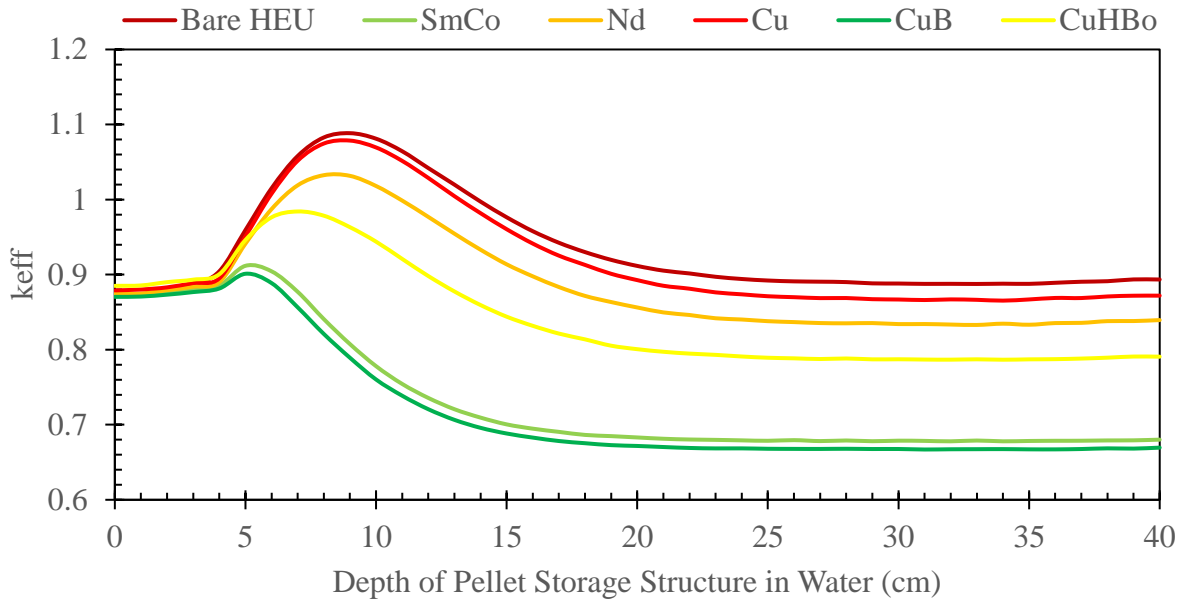 Bare HEU SmCo Nd Cu CuB CuHBo
1.2
1.1
1
0.9
0.8
0.7
0.6
keff
0 5 10 15 20 25 30 35 40
Depth of Pellet Storage Structure in Water (cm)